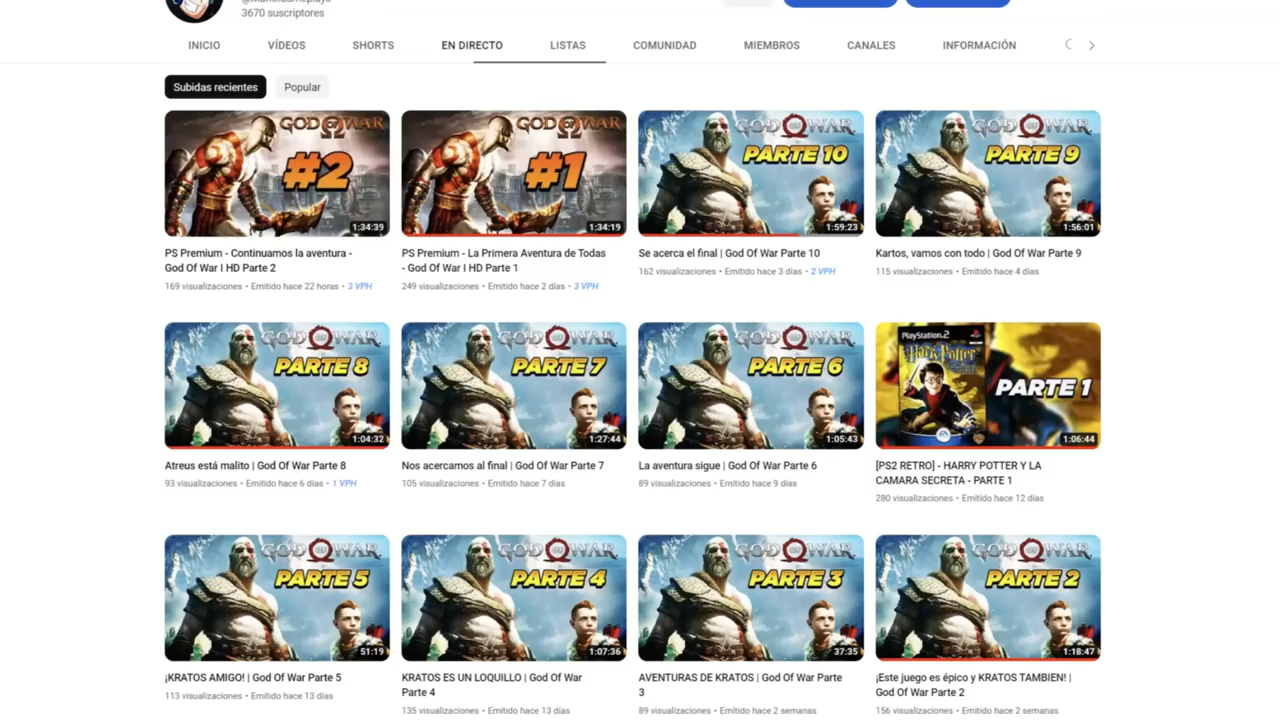 3670 suscriptores
INICIO VÍDEOS SHORTS EN DIRECTO LISTAS COMUNIDAD MIEMBROS CANALES INFORMACIÓN
Subidas recientes Popular
GOD OF WAR
#2
1:34:39
GOD OF WAR
#1
1:34:19
GOD OF WAR
PARTE 10
1:59:23
GOD OF WAR
PARTE 9
1:56:01
PS Premium - Continuamos la aventura -
God Of War I HD Parte 2
169 visualizaciones • Emitido hace 22 horas • 3 VPH
PS Premium - La Primera Aventura de Todas
- God Of War I HD Parte 1
249 visualizaciones • Emitido hace 2 días • 3 VPH
Se acerca el final | God Of War Parte 10
162 visualizaciones • Emitido hace 3 días • 2 VPH
Kartos, vamos con todo | God Of War Parte 9
115 visualizaciones • Emitido hace 4 días
GOD OF WAR
PARTE 8
1:04:32
GOD OF WAR
PARTE 7
1:27:44
GOD OF WAR
PARTE 6
1:05:43
PlayStation.2
Harry Potter
PARTE 1
EA
1:06:44
Atreus está malito | God Of War Parte 8
93 visualizaciones • Emitido hace 6 días • 1 VPH
Nos acercamos al final | God Of War Parte 7
105 visualizaciones • Emitido hace 7 días
La aventura sigue | God Of War Parte 6
89 visualizaciones • Emitido hace 9 días
[PS2 RETRO] - HARRY POTTER Y LA
CAMARA SECRETA - PARTE 1
280 visualizaciones • Emitido hace 12 días
GOD OF WAR
PARTE 5
51:19
GOD OF WAR
PARTE 4
1:07:36
GOD OF WAR
PARTE 3
37:35
GOD OF WAR
PARTE 2
1:18:47
¡KRATOS AMIGO! | God Of War Parte 5
113 visualizaciones • Emitido hace 13 días
KRATOS ES UN LOQUILLO | God Of War
Parte 4
135 visualizaciones • Emitido hace 13 días
AVENTURAS DE KRATOS | God Of War Parte
3
89 visualizaciones • Emitido hace 2 semanas
¡Este juego es épico y KRATOS TAMBIEN! |
God Of War Parte 2
156 visualizaciones • Emitido hace 2 semanas